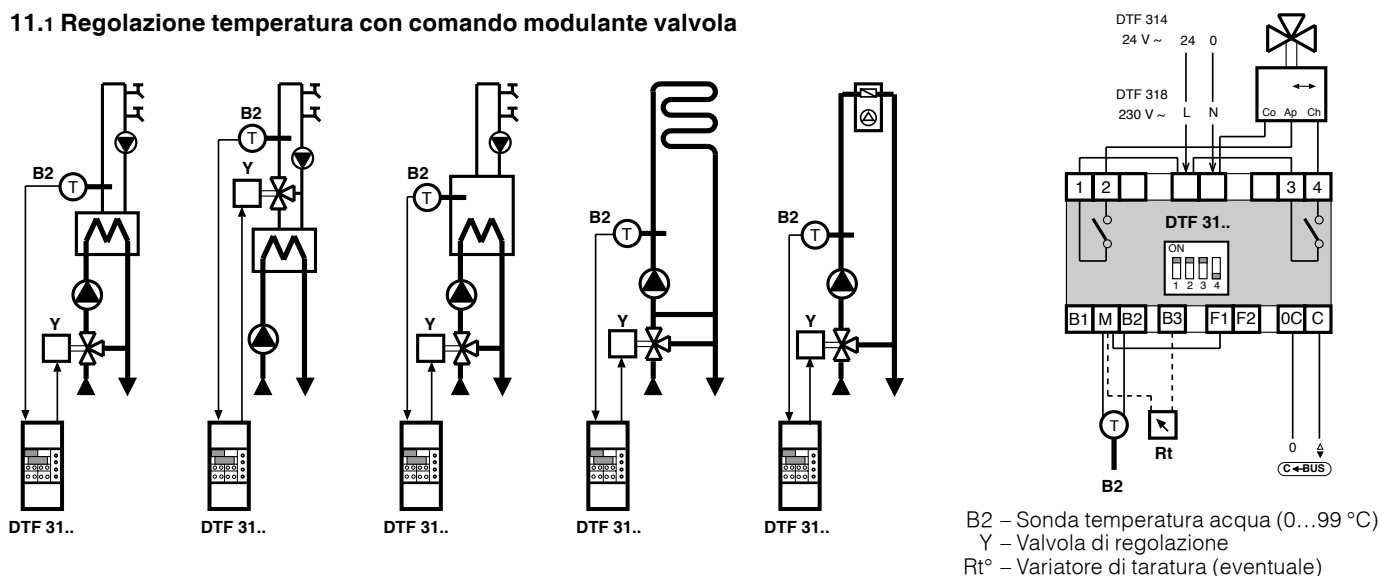 11.1 Regolazione temperatura con comando modulante valvola
B2
T
Y
DTF 31..
B2
T
Y
DTF 31..
B2
T
Y
DTF 31..
B2
T
Y
DTF 31..
B2
T
Y
DTF 31..
DTF 314
24 V ~ 24 0
DTF 318
230 V ~ L N
Co Ap Ch
1 2 3 4
DTF 31..
ON
1 2 3 4
B1 M B2 B3 F1 F2 0C C
T
Rt
0
B2
C BUS
B2 – Sonda temperatura acqua (0…99 °C)
Y – Valvola di regolazione
Rt° – Variatore di taratura (eventuale)